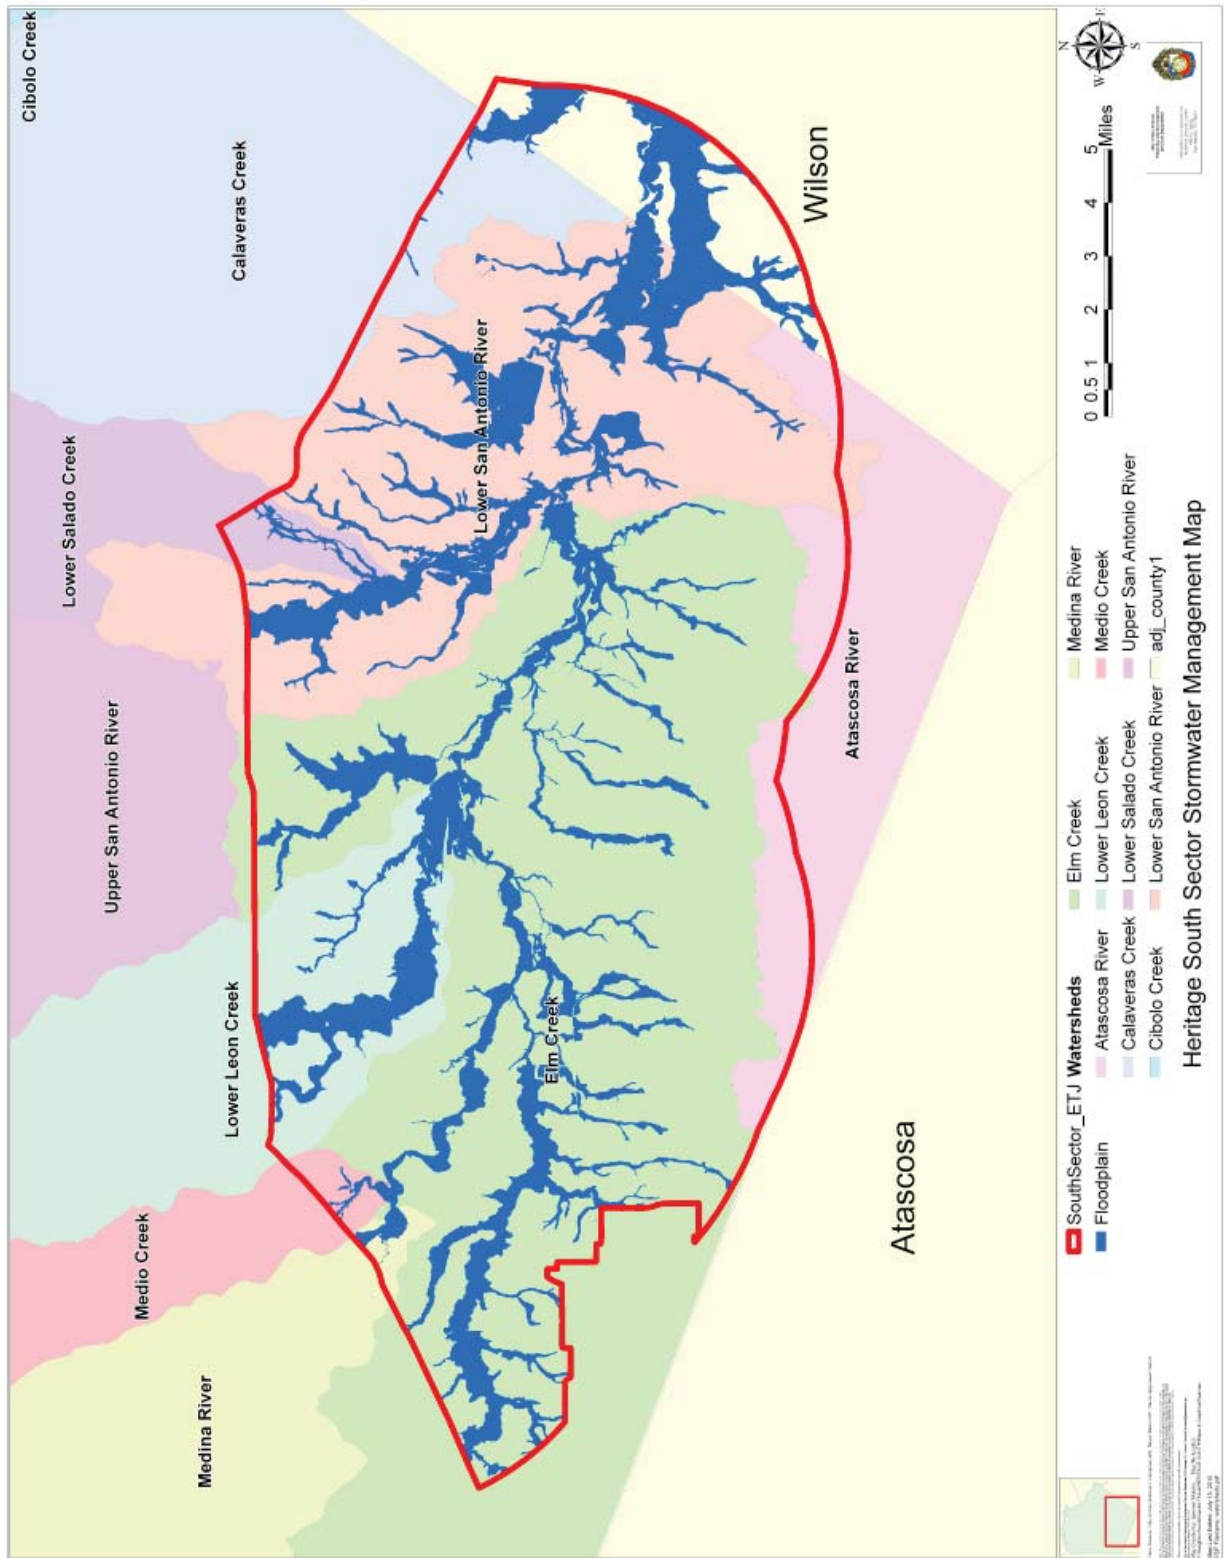 Cibolo Creek
Calaveras Creek
Lower Salado Creek
Upper San Antonio River
Lower Leon Creek
Medio Creek
Medina River
Lower San Antonio River
Elm Creek
Atascosa River
Wilson
Atascosa
SouthSector_ETJ
Floodplain
Watersheds
Atascosa River
Calaveras Creek
Cibolo Creek
Elm Creek
Lower Leon Creek
Lower Salado Creek
Lower San Antonio River
Medina River
Medio Creek
Upper San Antonio River
adj_county1
0 0.5 1 2 3 4 5
Miles
N
W E
S
Heritage South Sector Stormwater Management Map